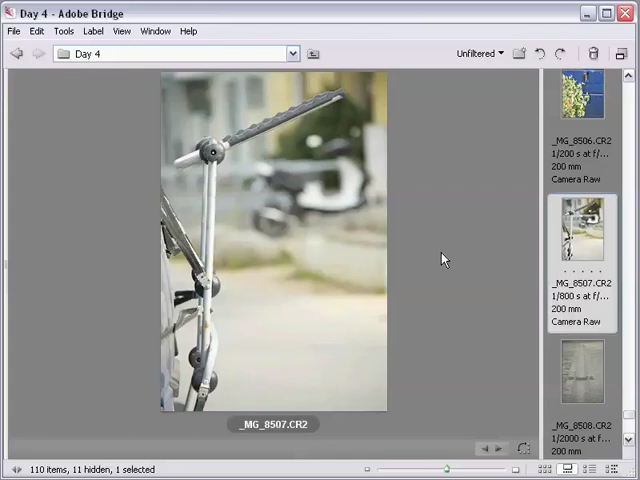 Day 4 - Adobe Bridge
File Edit Tools Label View Window Help
Day 4
Unfiltered
_MG_8506.CR2
1/200 s at f/...
200 mm
Camera Raw
_MG_8507.CR2
1/800 s at f/...
200 mm
Camera Raw
_MG_8508.CR2
1/2000 s at f/...
200 mm
_MG_8507.CR2
110 items, 11 hidden, 1 selected